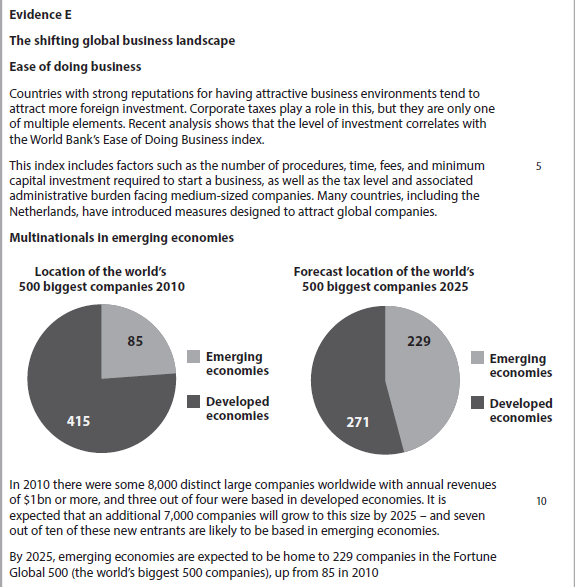 Evidence E
The shifting global business landscape
Ease of doing business
Countries with strong reputations for having attractive business environments tend to
attract more foreign investment. Corporate taxes play a role in this, but they are only one
of multiple elements. Recent analysis shows that the level of investment correlates with
the World Bank's Ease of Doing Business index.
This index includes factors such as the number of procedures, time, fees, and minimum 5
capital investment required to start a business, as well as the tax level and associated
administrative burden facing medium-sized companies. Many countries, including the
Netherlands, have introduced measures designed to attract global companies.
Multinationals in emerging economies
Location of the world's
500 biggest companies 2010
85
415
Emerging
economies
Developed
economies
Forecast location of the world's
500 biggest companies 2025
229
271
Emerging
economies
Developed
economies
In 2010 there were some 8,000 distinct large companies worldwide with annual revenues
of $1bn or more, and three out of four were based in developed economies. It is 10
expected that an additional 7,000 companies will grow to this size by 2025 – and seven
out of ten of these new entrants are likely to be based in emerging economies.
By 2025, emerging economies are expected to be home to 229 companies in the Fortune
Global 500 (the world's biggest 500 companies), up from 85 in 2010